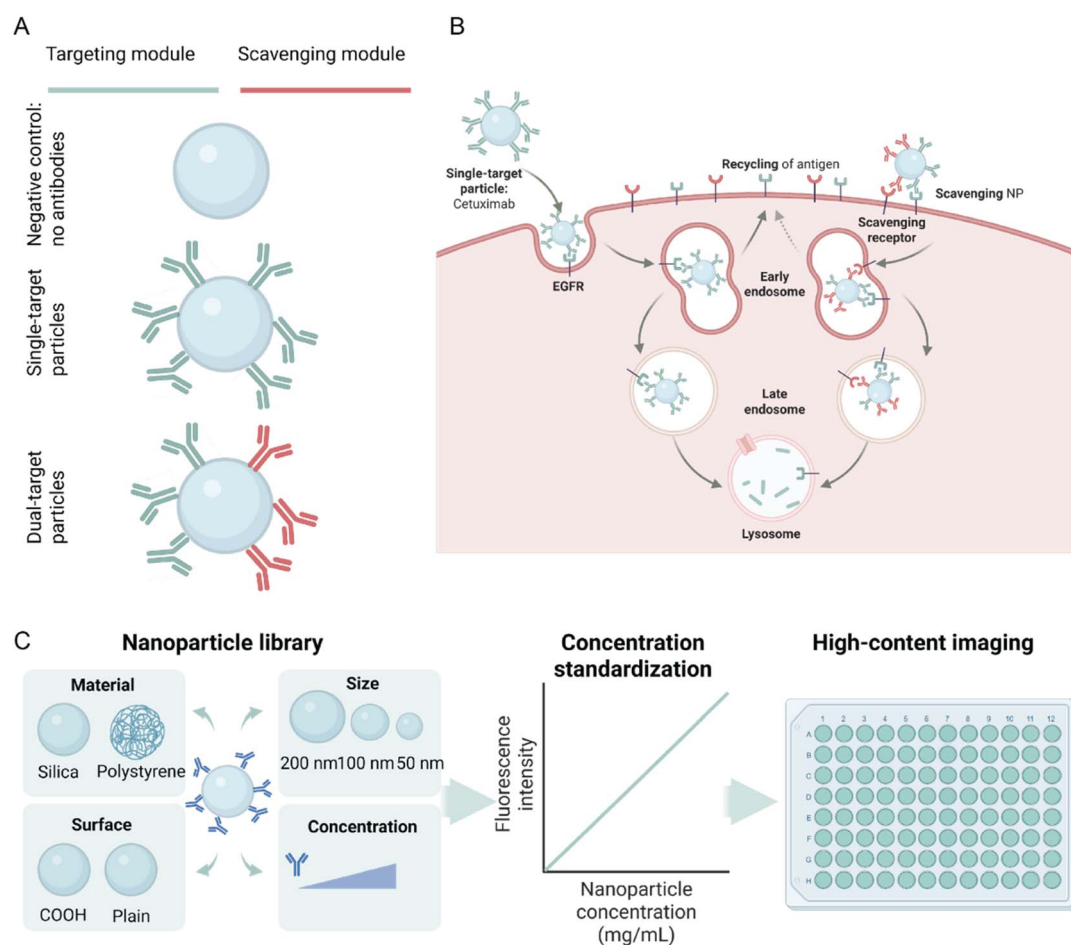 A
Targeting module
Scavenging module
Negative control:
no antibodies
Single-target
particles
Dual-target
particles
B
Single-target
particle:
Cetuximab
Recycling of antigen
Scavenging NP
Scavenging
receptor
EGFR
Early
endosome
Late
endosome
Lysosome
C
Nanoparticle library
Material
Silica
Polystyrene
Size
200 nm
100 nm
50 nm
Surface
COOH
Plain
Concentration
Concentration
standardization
Fluorescence
intensity
Nanoparticle
concentration
(mg/mL)
High-content imaging
1 2 3 4 5 6 7 8 9 10 11 12
A
B
C
D
E
F
G
H